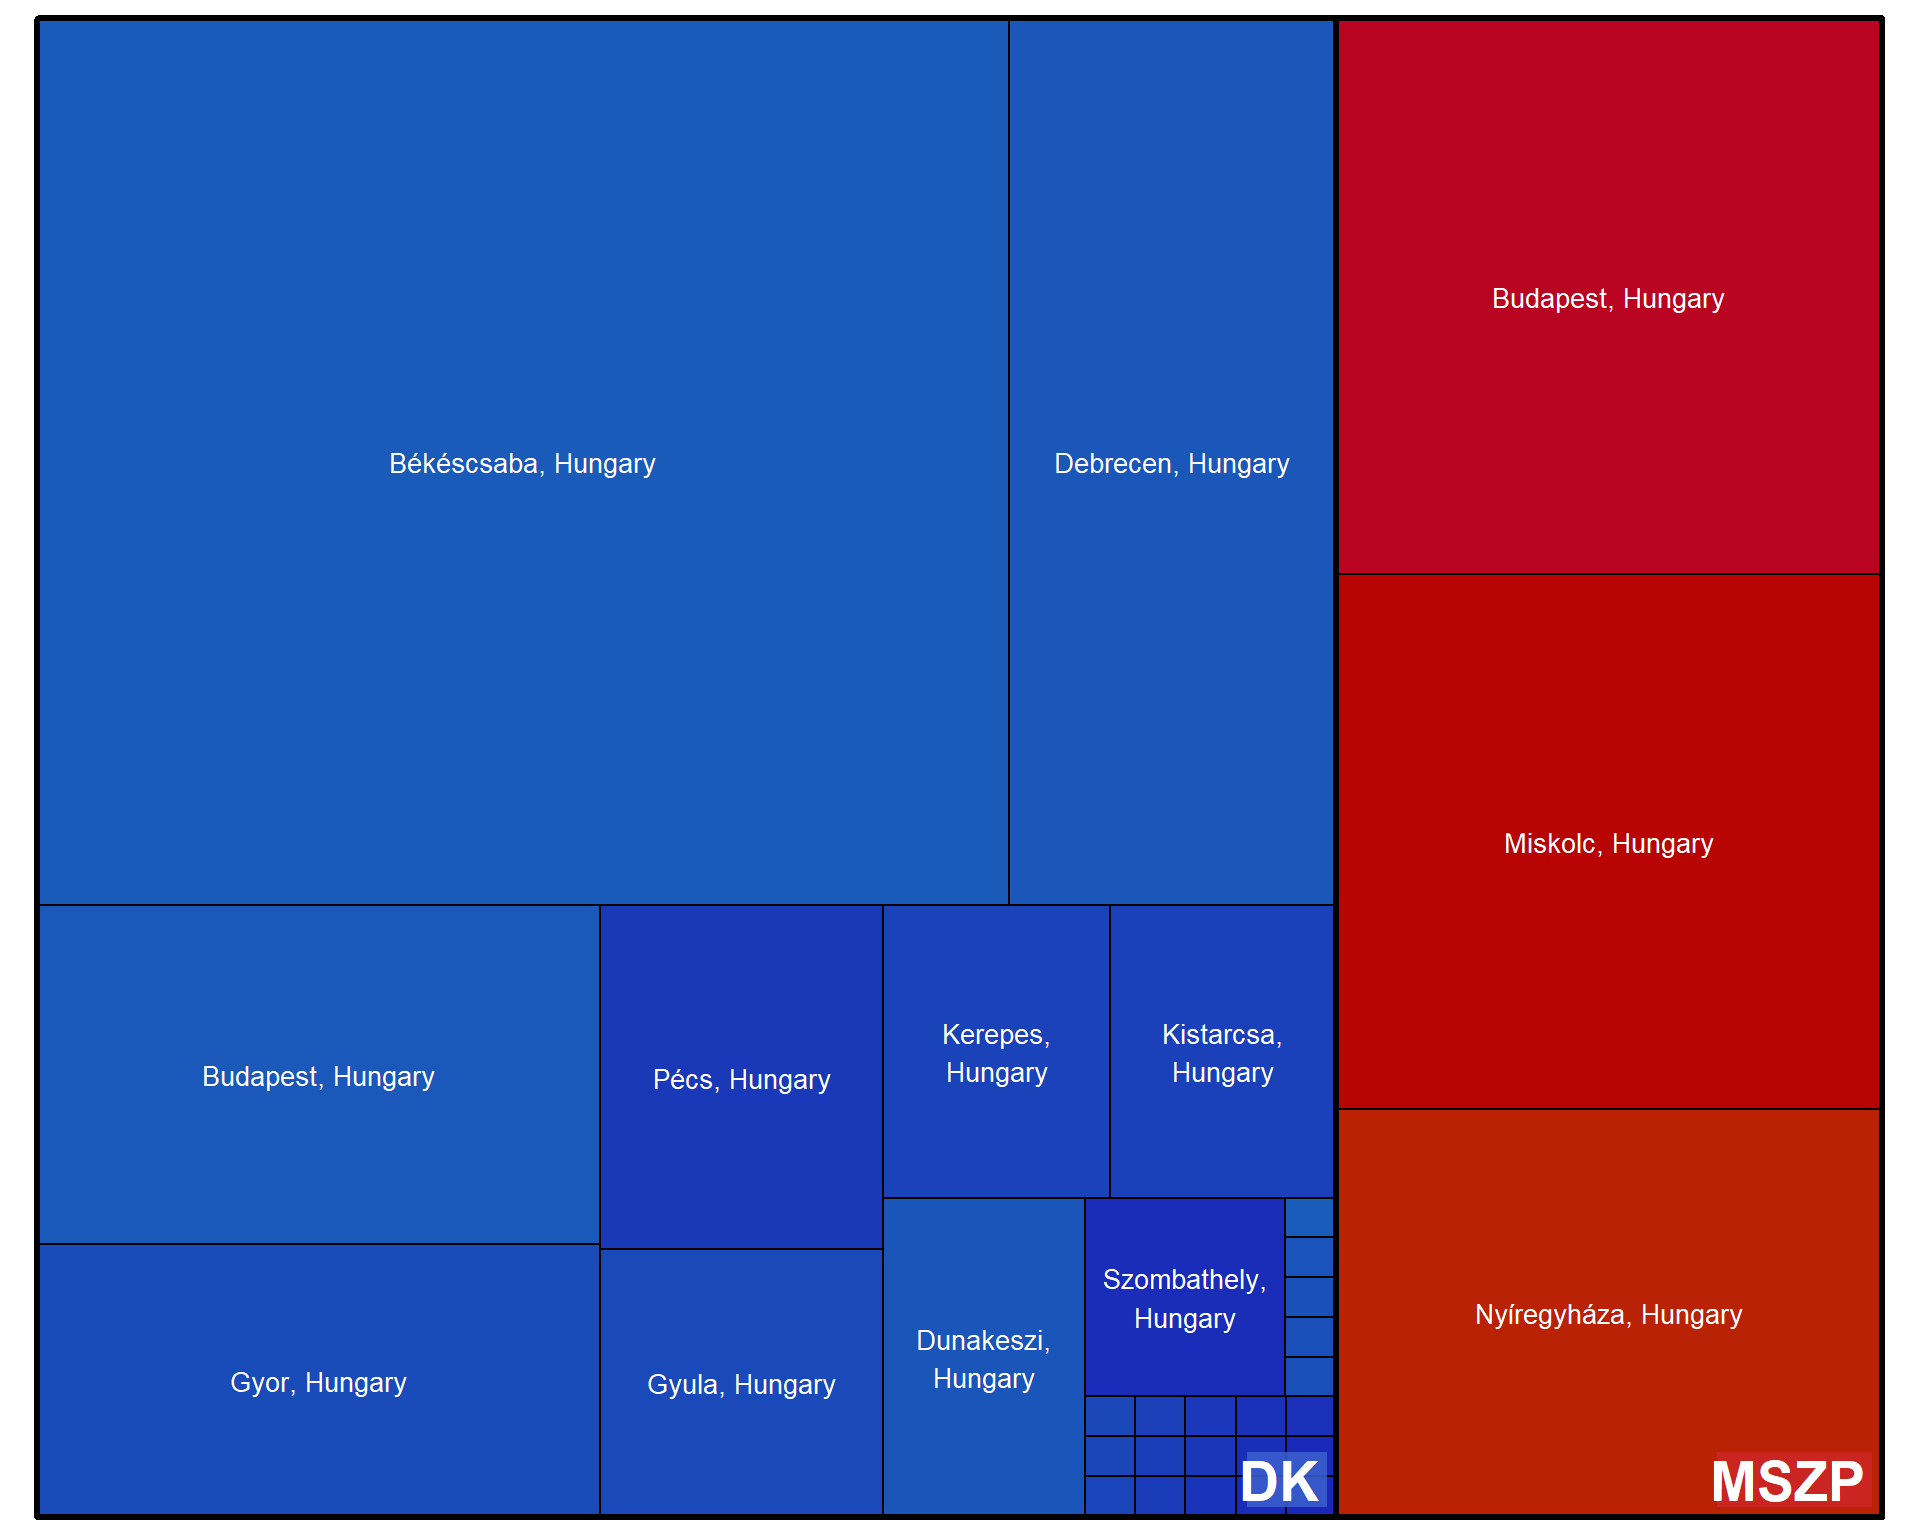 Békéscsaba, Hungary
Debrecen, Hungary
Budapest, Hungary
Pécs, Hungary
Kerepes,
Hungary
Kistarcsa,
Hungary
Gyor, Hungary
Gyula, Hungary
Dunakeszi,
Hungary
Szombathely,
Hungary
DK
Budapest, Hungary
Miskolc, Hungary
Nyíregyháza, Hungary
MSZP